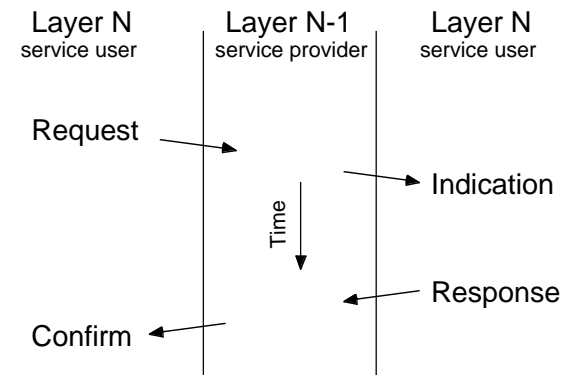 Layer N
service user
Layer N-1
service provider
Layer N
service user
Request
Indication
Time
Response
Confirm